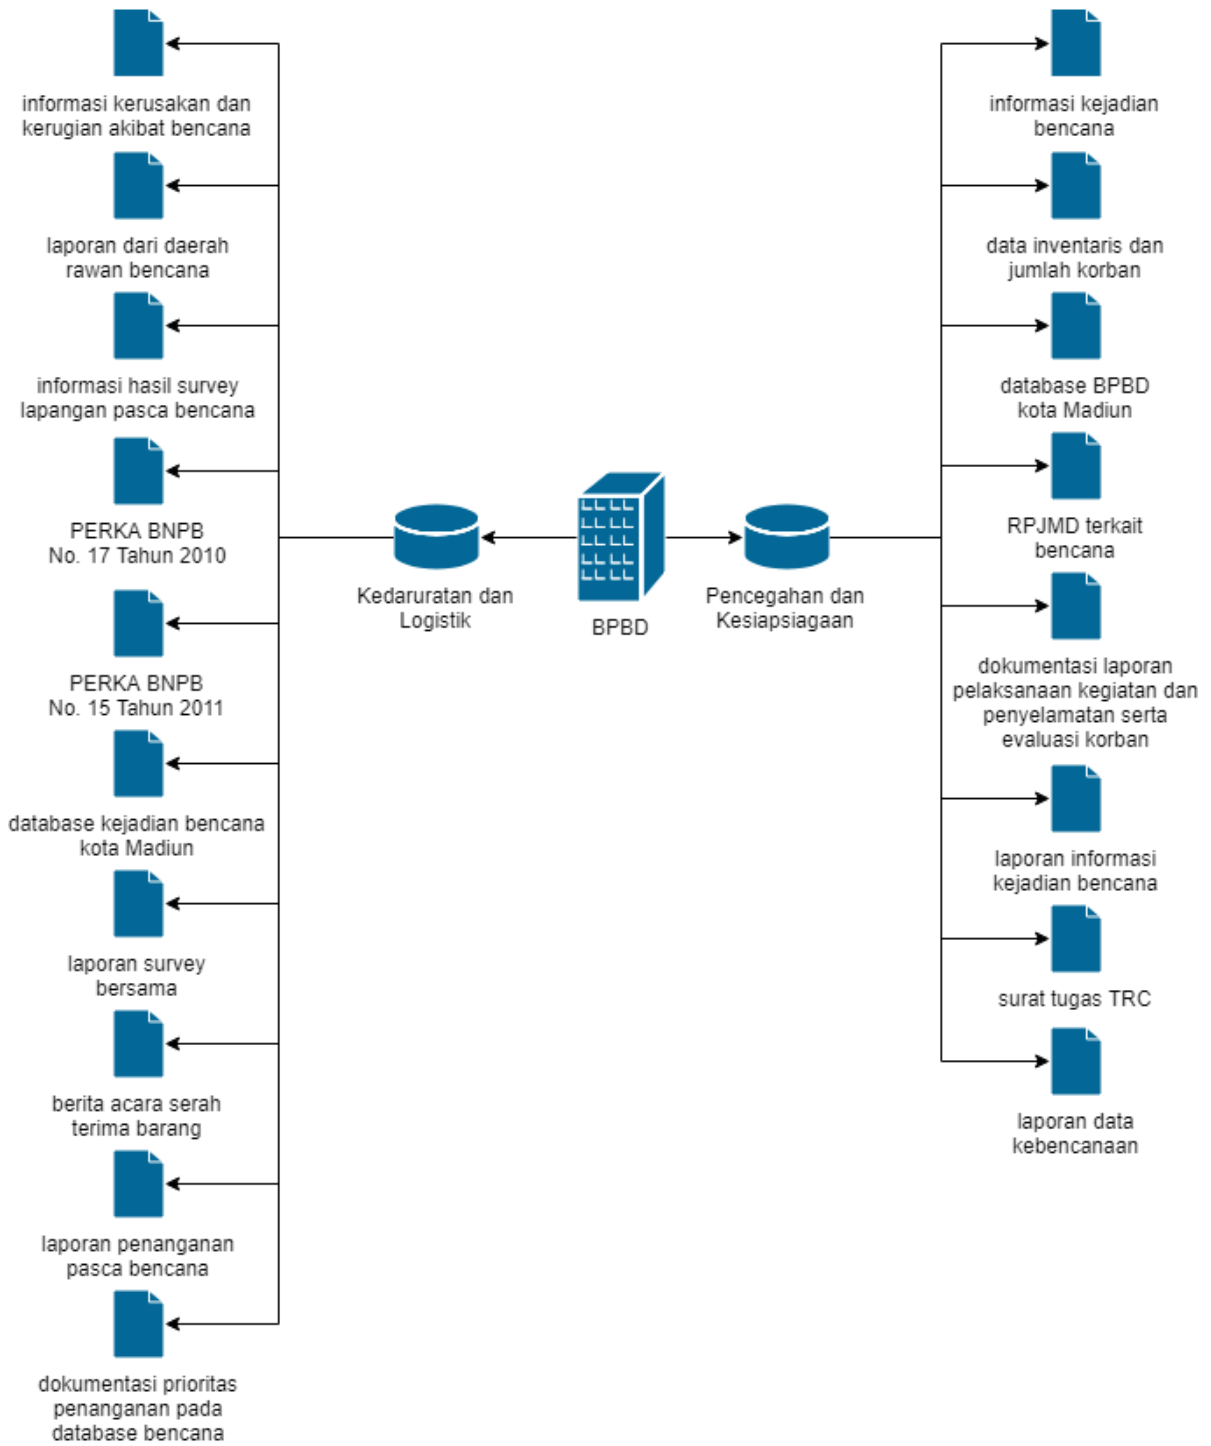 informasi kerusakan dan
kerugian akibat bencana
laporan dari daerah
rawan bencana
informasi hasil survey
lapangan pasca bencana
PERKA BNPB
No. 17 Tahun 2010
PERKA BNPB
No. 15 Tahun 2011
database kejadian bencana
kota Madiun
laporan survey
bersama
berita acara serah
terima barang
laporan penanganan
pasca bencana
dokumentasi prioritas
penanganan pada
database bencana
Kedaruratan dan
Logistik
BPBD
Pencegahan dan
Kesiapsiagaan
informasi kejadian
bencana
data inventaris dan
jumlah korban
database BPBD
kota Madiun
RPJMD terkait
bencana
dokumentasi laporan
pelaksanaan kegiatan dan
penyelamatan serta
evaluasi korban
laporan informasi
kejadian bencana
surat tugas TRC
laporan data
kebencanaan